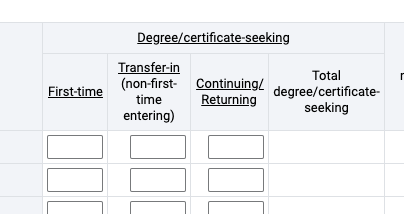 Degree/certificate-seeking
First-time
Transfer-in
(non-first-
time
entering)
Continuing/
Returning
Total
degree/certificate-
seeking